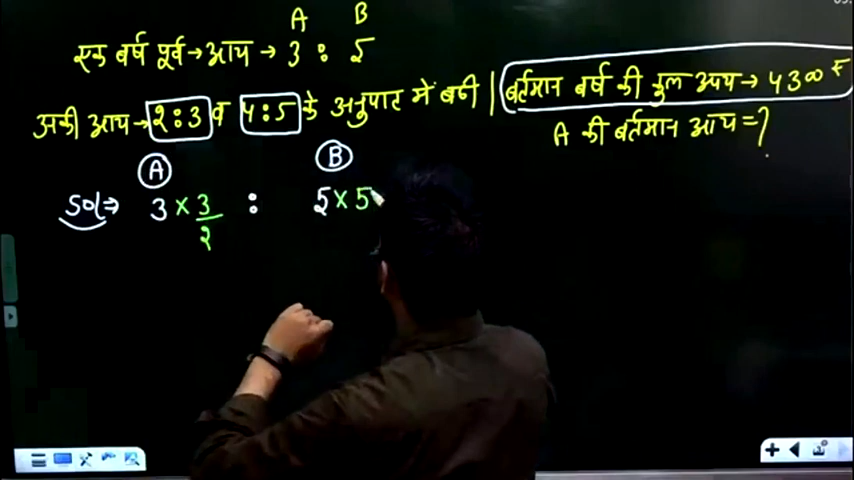 A B
एक वर्ष पूर्व → आय → 3 : 5
उनकी आय → 2 : 3 व 4 : 5 के अनुपात में बढी | वर्तमान वर्ष की कुल आय → 4300 ₹
A की वर्तमान आय = ?
A B
Sol ⇒ 3 × 3/2 : 5 × 5